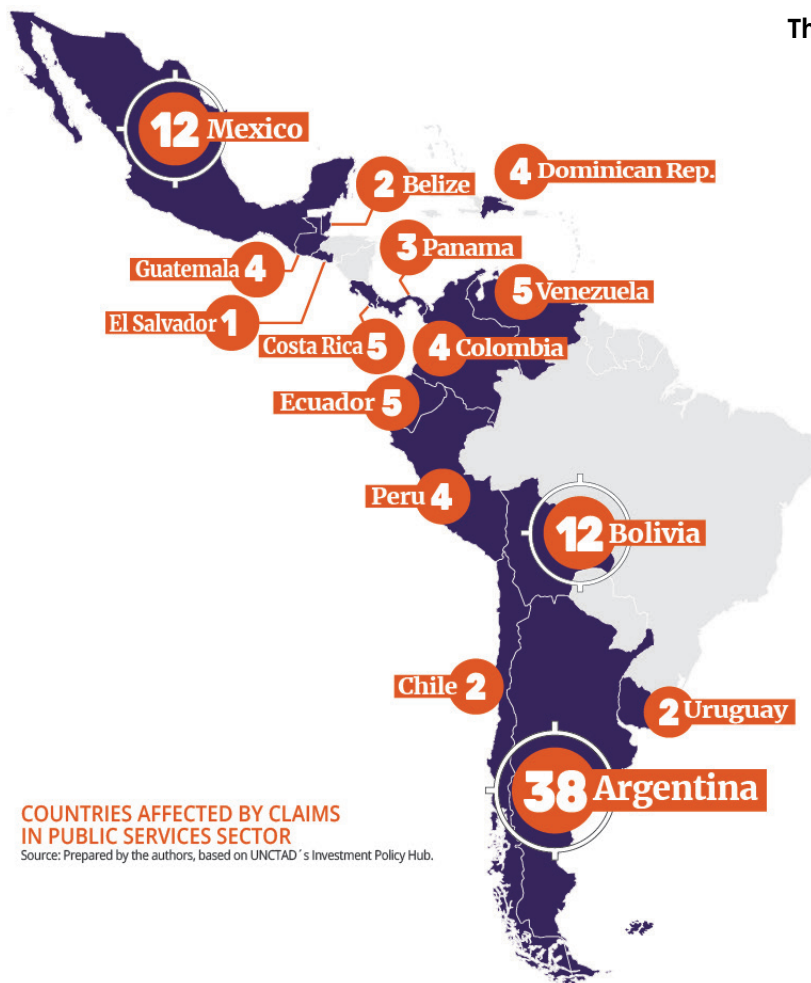 Th
12 Mexico
2 Belize
4 Dominican Rep.
3 Panama
Guatemala 4
5 Venezuela
El Salvador 1
Costa Rica 5
4 Colombia
Ecuador 5
Peru 4
12 Bolivia
Chile 2
2 Uruguay
38 Argentina
COUNTRIES AFFECTED BY CLAIMS
IN PUBLIC SERVICES SECTOR
Source: Prepared by the authors, based on UNCTAD´s Investment Policy Hub.